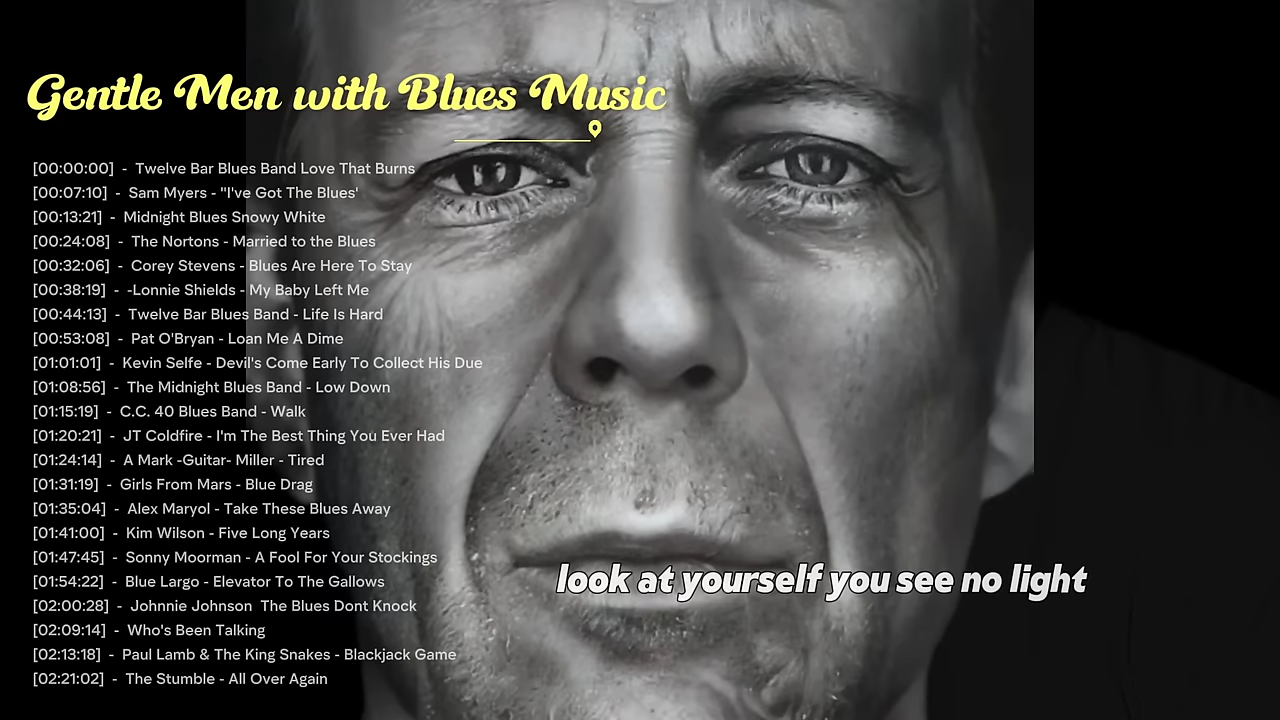 Gentle Men with Blues Music
[00:00:00] - Twelve Bar Blues Band Love That Burns
[00:07:10] - Sam Myers - "I've Got The Blues'
[00:13:21] - Midnight Blues Snowy White
[00:24:08] - The Nortons - Married to the Blues
[00:32:06] - Corey Stevens - Blues Are Here To Stay
[00:38:19] - -Lonnie Shields - My Baby Left Me
[00:44:13] - Twelve Bar Blues Band - Life Is Hard
[00:53:08] - Pat O'Bryan - Loan Me A Dime
[01:01:01] - Kevin Selfe - Devil's Come Early To Collect His Due
[01:08:56] - The Midnight Blues Band - Low Down
[01:15:19] - C.C. 40 Blues Band - Walk
[01:20:21] - JT Coldfire - I'm The Best Thing You Ever Had
[01:24:14] - A Mark -Guitar- Miller - Tired
[01:31:19] - Girls From Mars - Blue Drag
[01:35:04] - Alex Maryol - Take These Blues Away
[01:41:00] - Kim Wilson - Five Long Years
[01:47:45] - Sonny Moorman - A Fool For Your Stockings
[01:54:22] - Blue Largo - Elevator To The Gallows
[02:00:28] - Johnnie Johnson  The Blues Dont Knock
[02:09:14] - Who's Been Talking
[02:13:18] - Paul Lamb & The King Snakes - Blackjack Game
[02:21:02] - The Stumble - All Over Again
look at yourself you see no light